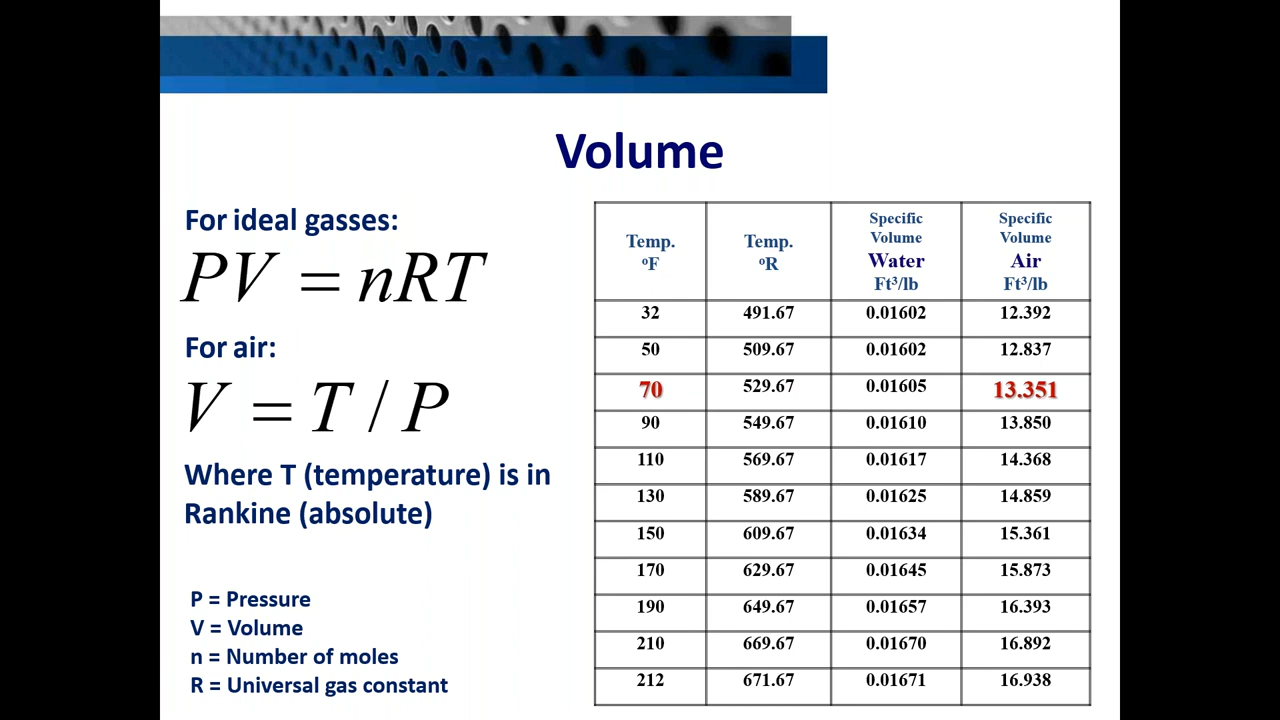 Volume
For ideal gasses:
PV = nRT
For air:
V = T / P
Where T (temperature) is in
Rankine (absolute)
P = Pressure
V = Volume
n = Number of moles
R = Universal gas constant
Temp. ºF | Temp. ºR | Specific Volume Water Ft³/lb | Specific Volume Air Ft³/lb
32 | 491.67 | 0.01602 | 12.392
50 | 509.67 | 0.01602 | 12.837
70 | 529.67 | 0.01605 | 13.351
90 | 549.67 | 0.01610 | 13.850
110 | 569.67 | 0.01617 | 14.368
130 | 589.67 | 0.01625 | 14.859
150 | 609.67 | 0.01634 | 15.361
170 | 629.67 | 0.01645 | 15.873
190 | 649.67 | 0.01657 | 16.393
210 | 669.67 | 0.01670 | 16.892
212 | 671.67 | 0.01671 | 16.938